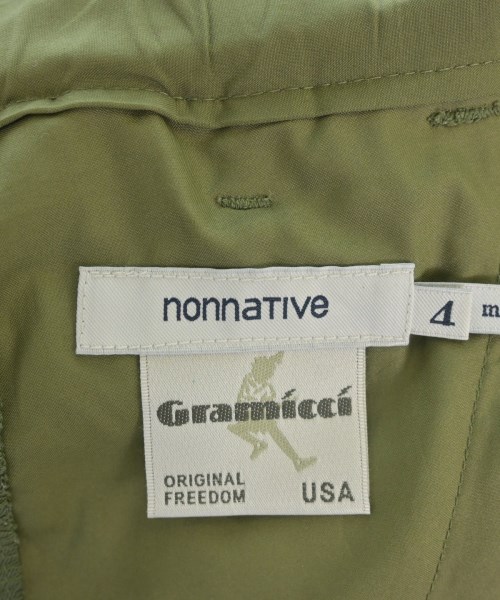 nonnative
4
m
Gramicci
ORIGINAL
FREEDOM
USA